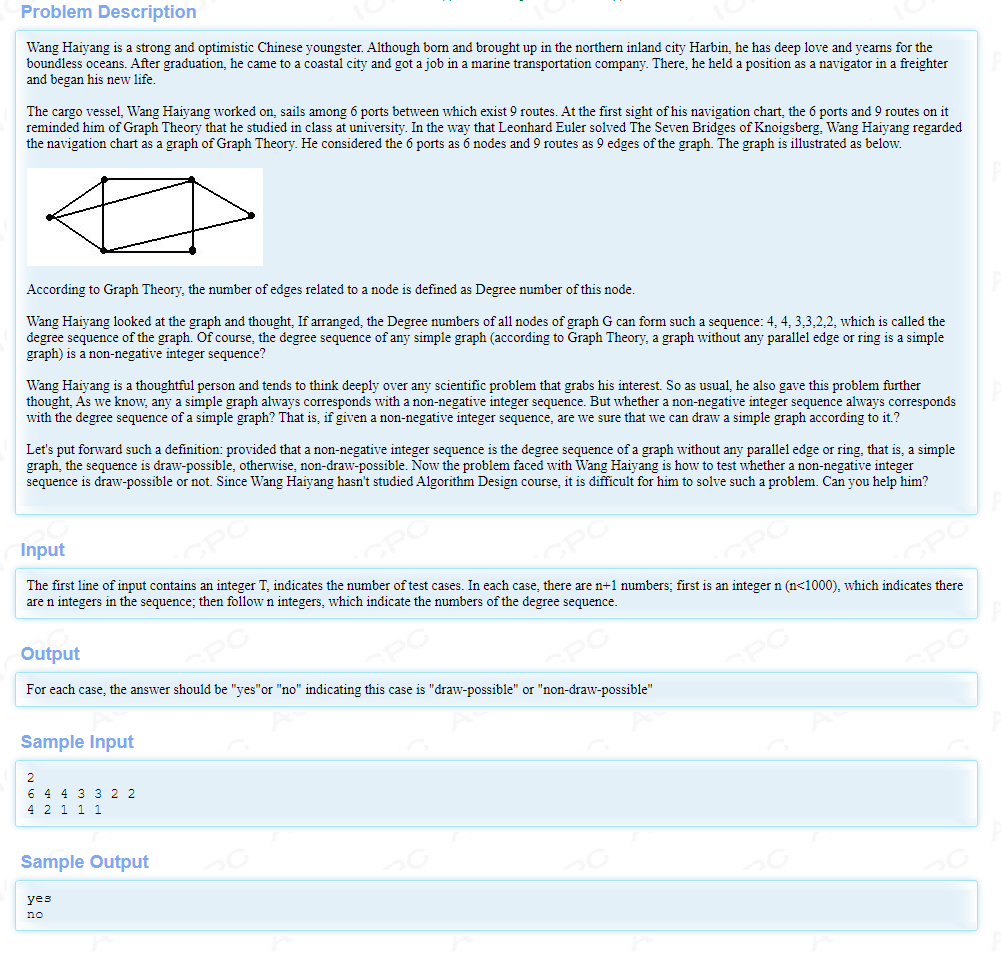 Problem Description
Wang Haiyang is a strong and optimistic Chinese youngster. Although born and brought up in the northern inland city Harbin, he has deep love and yearns for the
boundless oceans. After graduation, he came to a coastal city and got a job in a marine transportation company. There, he held a position as a navigator in a freighter
and began his new life.
The cargo vessel, Wang Haiyang worked on, sails among 6 ports between which exist 9 routes. At the first sight of his navigation chart, the 6 ports and 9 routes on it
reminded him of Graph Theory that he studied in class at university. In the way that Leonhard Euler solved The Seven Bridges of Knoigsberg, Wang Haiyang regarded
the navigation chart as a graph of Graph Theory. He considered the 6 ports as 6 nodes and 9 routes as 9 edges of the graph. The graph is illustrated as below.
According to Graph Theory, the number of edges related to a node is defined as Degree number of this node.
Wang Haiyang looked at the graph and thought, If arranged, the Degree numbers of all nodes of graph G can form such a sequence: 4, 4, 3,3,2,2, which is called the
degree sequence of the graph. Of course, the degree sequence of any simple graph (according to Graph Theory, a graph without any parallel edge or ring is a simple
graph) is a non-negative integer sequence?
Wang Haiyang is a thoughtful person and tends to think deeply over any scientific problem that grabs his interest. So as usual, he also gave this problem further
thought, As we know, any a simple graph always corresponds with a non-negative integer sequence. But whether a non-negative integer sequence always corresponds
with the degree sequence of a simple graph? That is, if given a non-negative integer sequence, are we sure that we can draw a simple graph according to it.?
Let's put forward such a definition: provided that a non-negative integer sequence is the degree sequence of a graph without any parallel edge or ring, that is, a simple
graph, the sequence is draw-possible, otherwise, non-draw-possible. Now the problem faced with Wang Haiyang is how to test whether a non-negative integer
sequence is draw-possible or not. Since Wang Haiyang hasn't studied Algorithm Design course, it is difficult for him to solve such a problem. Can you help him?
Input
The first line of input contains an integer T, indicates the number of test cases. In each case, there are n+1 numbers; first is an integer n (n<1000), which indicates there
are n integers in the sequence; then follow n integers, which indicate the numbers of the degree sequence.
Output
For each case, the answer should be "yes"or "no" indicating this case is "draw-possible" or "non-draw-possible"
Sample Input
2
6 4 4 3 3 2 2
4 2 1 1 1
Sample Output
yes
no